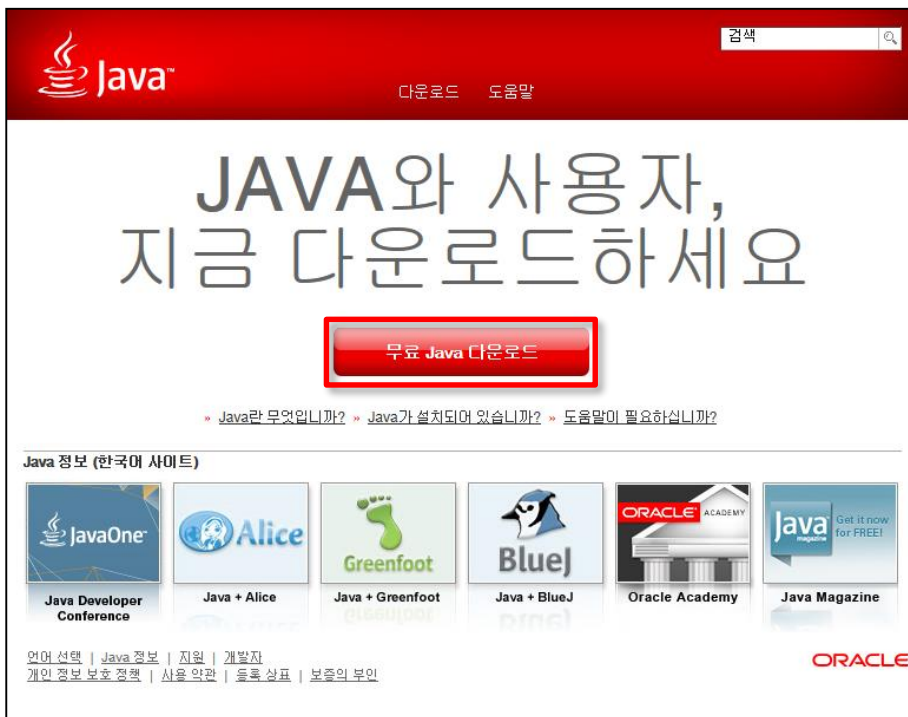 검색
Java™
다운로드 도움말
JAVA와 사용자,
지금 다운로드하세요
무료 Java 다운로드
» Java란 무엇입니까? » Java가 설치되어 있습니까? » 도움말이 필요하십니까?
Java 정보 (한국어 사이트)
JavaOne™
Alice
Greenfoot
BlueJ
ORACLE ACADEMY
Java magazine
Get it now
for FREE!
Java Developer
Conference
Java + Alice
Java + Greenfoot
Java + BlueJ
Oracle Academy
Java Magazine
언어 선택 | Java 정보 | 지원 | 개발자
개인 정보 보호 정책 | 사용 약관 | 등록 상표 | 보증의 부인
ORACLE